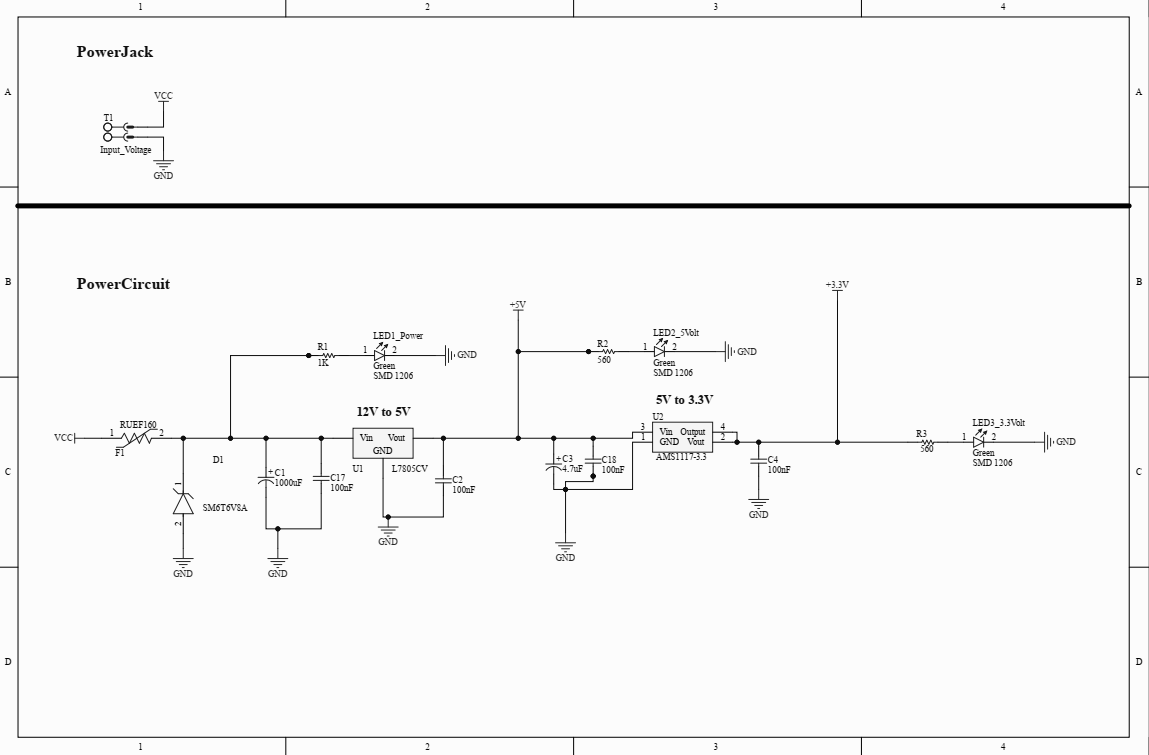 1 2 3 4
PowerJack
A A
VCC
T1
Input_Voltage
GND
B B
PowerCircuit
+3.3V
+5V
LED1_Power
R1 1 2 GND
1K
Green
SMD 1206
LED2_5Volt
R2 1 2 GND
560
Green
SMD 1206
12V to 5V
5V to 3.3V
VCC 1 RUEF160 2
F1
Vin Vout
GND
U1 L7805CV
U2
3 Vin Output 4
1 GND Vout 2
AMS1117-3.3
LED3_3.3Volt
R3 1 2 GND
560
Green
SMD 1206
C C
D1
1
SM6T6V8A
2
GND
+ C1
1000uF
C17
100nF
GND
C2
100nF
GND
+ C3
4.7uF
C18
100nF
GND
C4
100nF
GND
D D
1 2 3 4